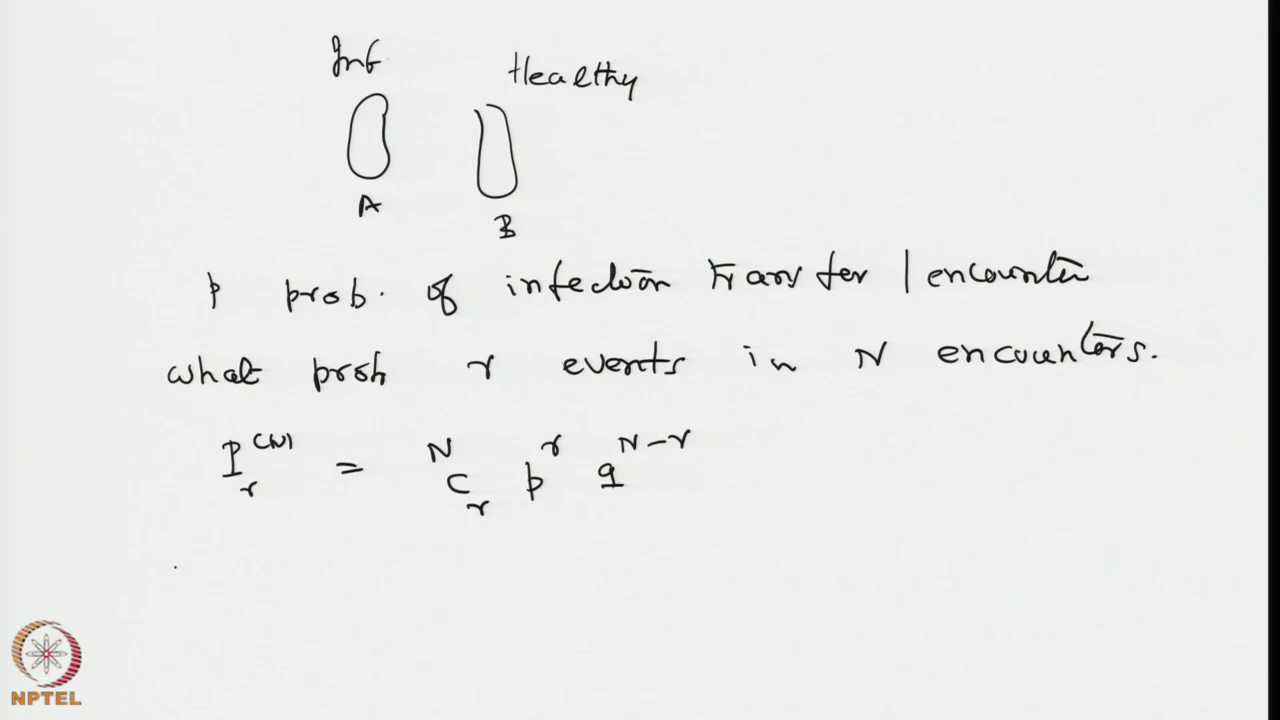 Inf Healthy
A B
p prob. of infection transfer / encounter
what prob r events in N encounters.
P_r^(N) = ^N C_r p^r q^(N-r)
NPTEL